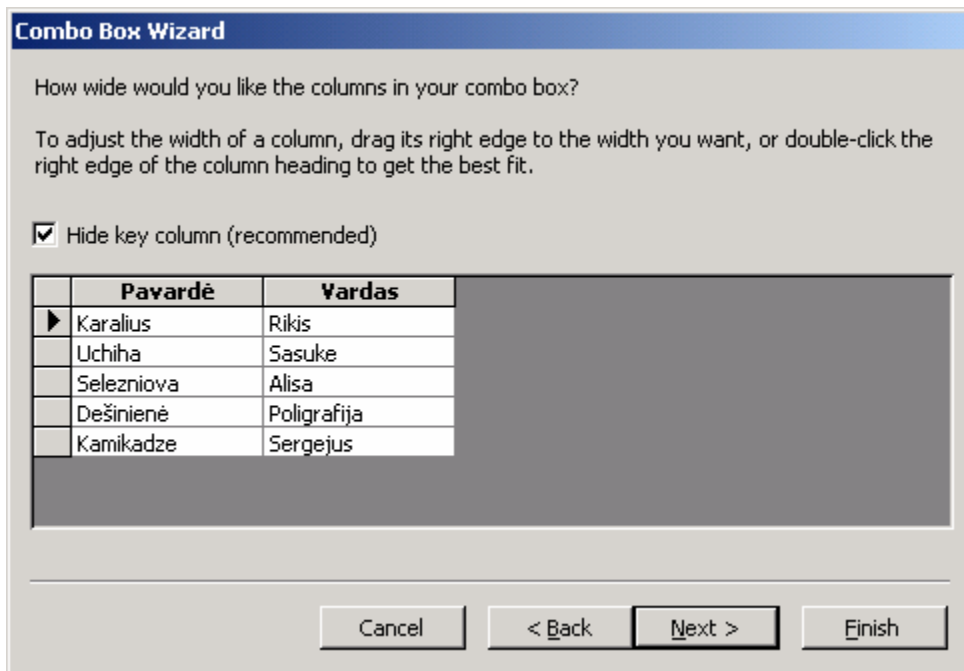 Combo Box Wizard
How wide would you like the columns in your combo box?
To adjust the width of a column, drag its right edge to the width you want, or double-click the
right edge of the column heading to get the best fit.
Hide key column (recommended)
Pavardė Vardas
Karalius Rikis
Uchiha Sasuke
Selezniova Alisa
Dešinienė Poligrafija
Kamikadze Sergejus
Cancel < Back Next > Finish